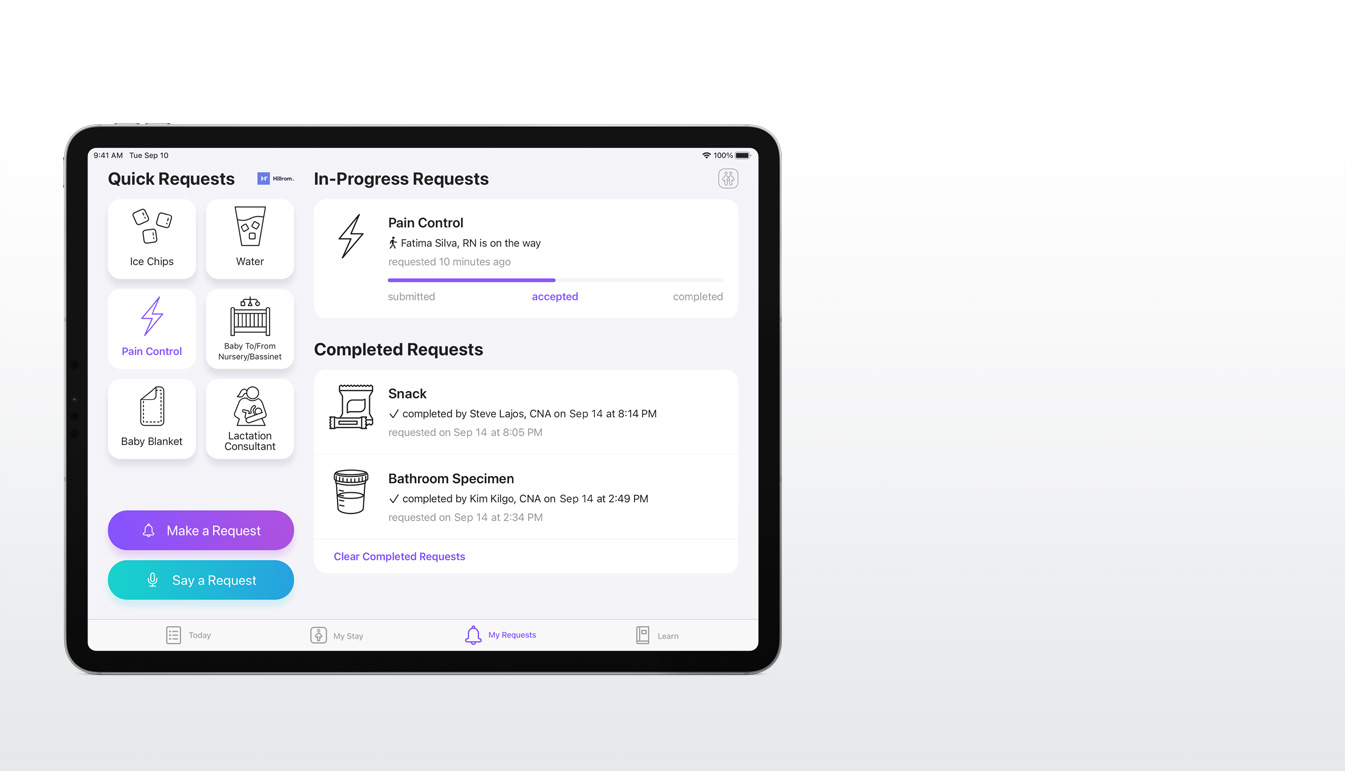 9:41 AM Tue Sep 10
100%
Quick Requests
Hillrom.
Ice Chips
Water
Pain Control
Baby To/From
Nursery/Bassinet
Baby Blanket
Lactation
Consultant
Make a Request
Say a Request
In-Progress Requests
Pain Control
Fatima Silva, RN is on the way
requested 10 minutes ago
submitted
accepted
completed
Completed Requests
Snack
completed by Steve Lajos, CNA on Sep 14 at 8:14 PM
requested on Sep 14 at 8:05 PM
Bathroom Specimen
completed by Kim Kilgo, CNA on Sep 14 at 2:49 PM
requested on Sep 14 at 2:34 PM
Clear Completed Requests
Today
My Stay
My Requests
Learn